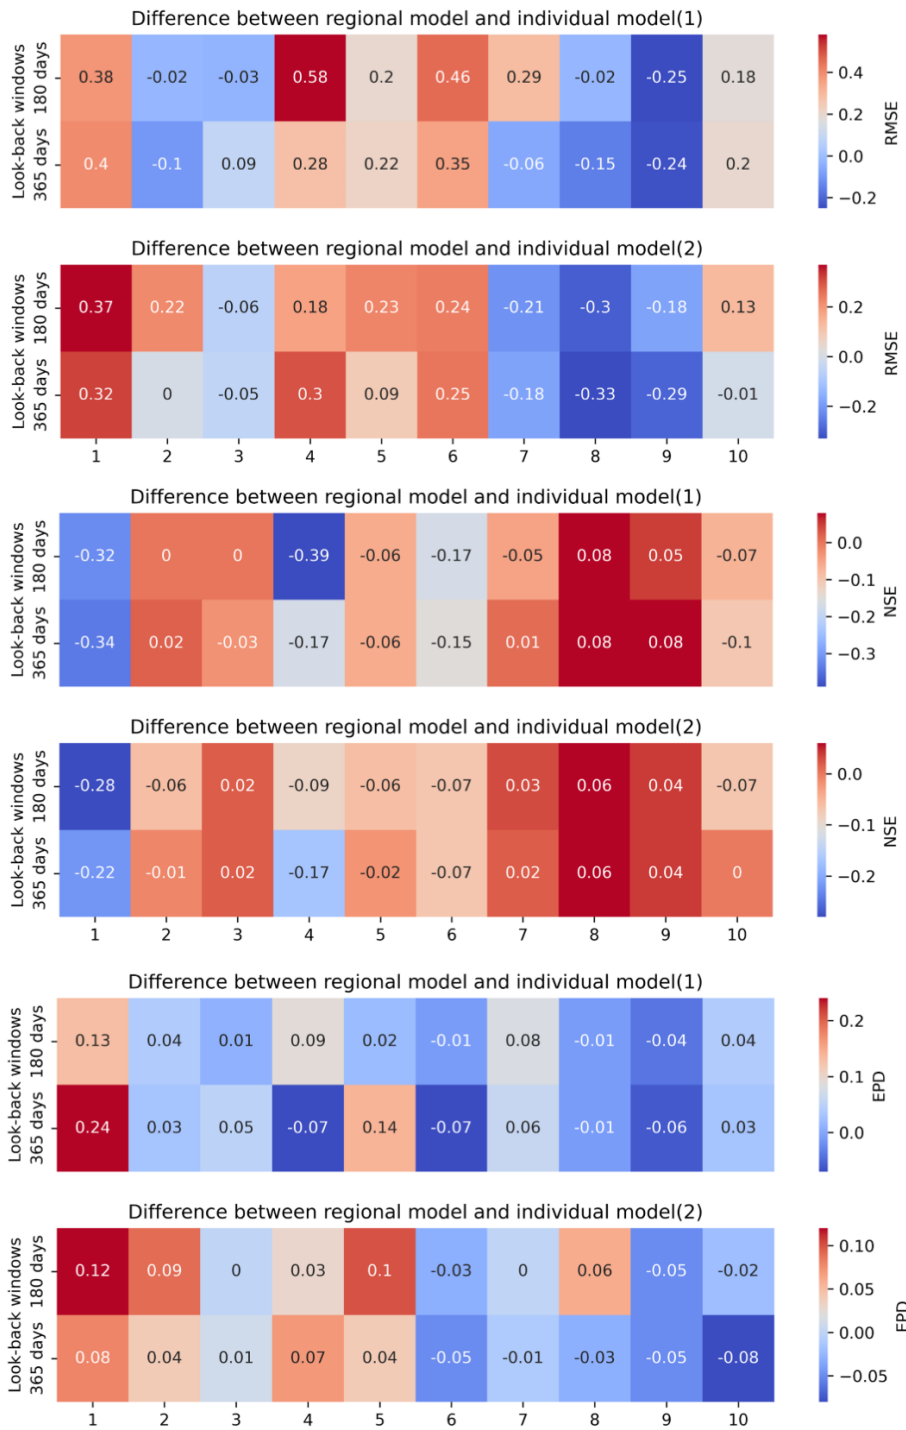 Difference between regional model and individual model(1)
Look-back windows
180 days
0.38 -0.02 -0.03 0.58 0.2 0.46 0.29 -0.02 -0.25 0.18
365 days
0.4 -0.1 0.09 0.28 0.22 0.35 -0.06 -0.15 -0.24 0.2
0.4
0.2
0.0
−0.2
RMSE
Difference between regional model and individual model(2)
Look-back windows
180 days
0.37 0.22 -0.06 0.18 0.23 0.24 -0.21 -0.3 -0.18 0.13
365 days
0.32 0 -0.05 0.3 0.09 0.25 -0.18 -0.33 -0.29 -0.01
1 2 3 4 5 6 7 8 9 10
0.2
0.0
−0.2
RMSE
Difference between regional model and individual model(1)
Look-back windows
180 days
-0.32 0 0 -0.39 -0.06 -0.17 -0.05 0.08 0.05 -0.07
365 days
-0.34 0.02 -0.03 -0.17 -0.06 -0.15 0.01 0.08 0.08 -0.1
0.0
−0.1
−0.2
−0.3
NSE
Difference between regional model and individual model(2)
Look-back windows
180 days
-0.28 -0.06 0.02 -0.09 -0.06 -0.07 0.03 0.06 0.04 -0.07
365 days
-0.22 -0.01 0.02 -0.17 -0.02 -0.07 0.02 0.06 0.04 0
1 2 3 4 5 6 7 8 9 10
0.0
−0.1
−0.2
NSE
Difference between regional model and individual model(1)
Look-back windows
180 days
0.13 0.04 0.01 0.09 0.02 -0.01 0.08 -0.01 -0.04 0.04
365 days
0.24 0.03 0.05 -0.07 0.14 -0.07 0.06 -0.01 -0.06 0.03
0.2
0.1
0.0
EPD
Difference between regional model and individual model(2)
Look-back windows
180 days
0.12 0.09 0 0.03 0.1 -0.03 0 0.06 -0.05 -0.02
365 days
0.08 0.04 0.01 0.07 0.04 -0.05 -0.01 -0.03 -0.05 -0.08
1 2 3 4 5 6 7 8 9 10
0.10
0.05
0.00
−0.05
EPD